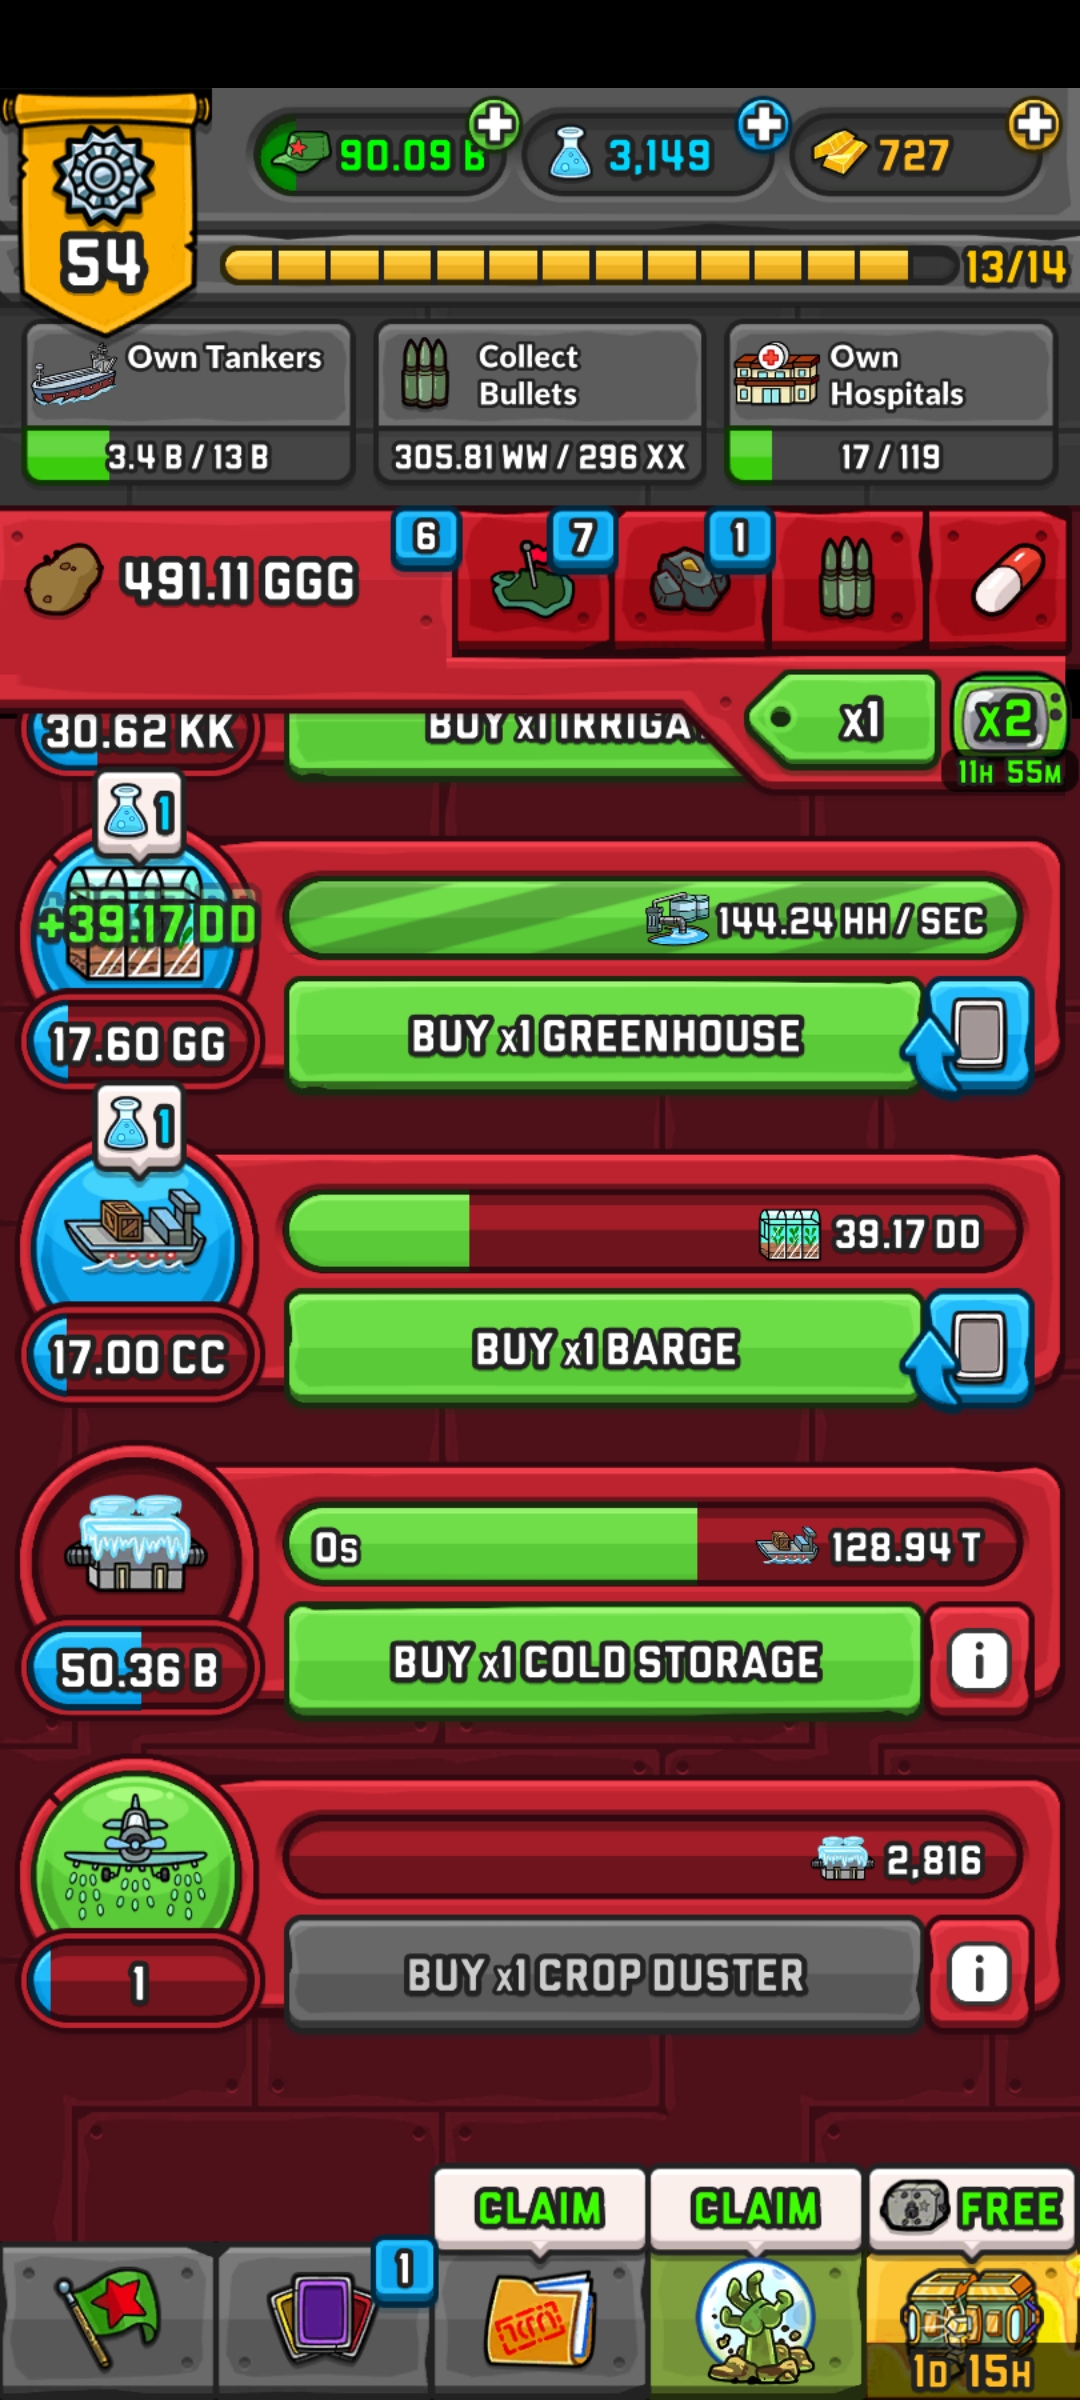 90.09 B
3,149
727
54
13/14
Own Tankers
3.4 B / 13 B
Collect
Bullets
305.81 WW / 296 XX
Own
Hospitals
17 / 119
491.11 GGG
6
7
1
x1
x2
11H 55M
30.62 KK
BUY x1 IRRIGA
1
+39.17 DD
144.24 HH / SEC
17.60 GG
BUY x1 GREENHOUSE
1
39.17 DD
17.00 CC
BUY x1 BARGE
0s
128.94 T
50.36 B
BUY x1 COLD STORAGE
i
2,816
1
BUY x1 CROP DUSTER
i
CLAIM
CLAIM
FREE
1
1D 15H